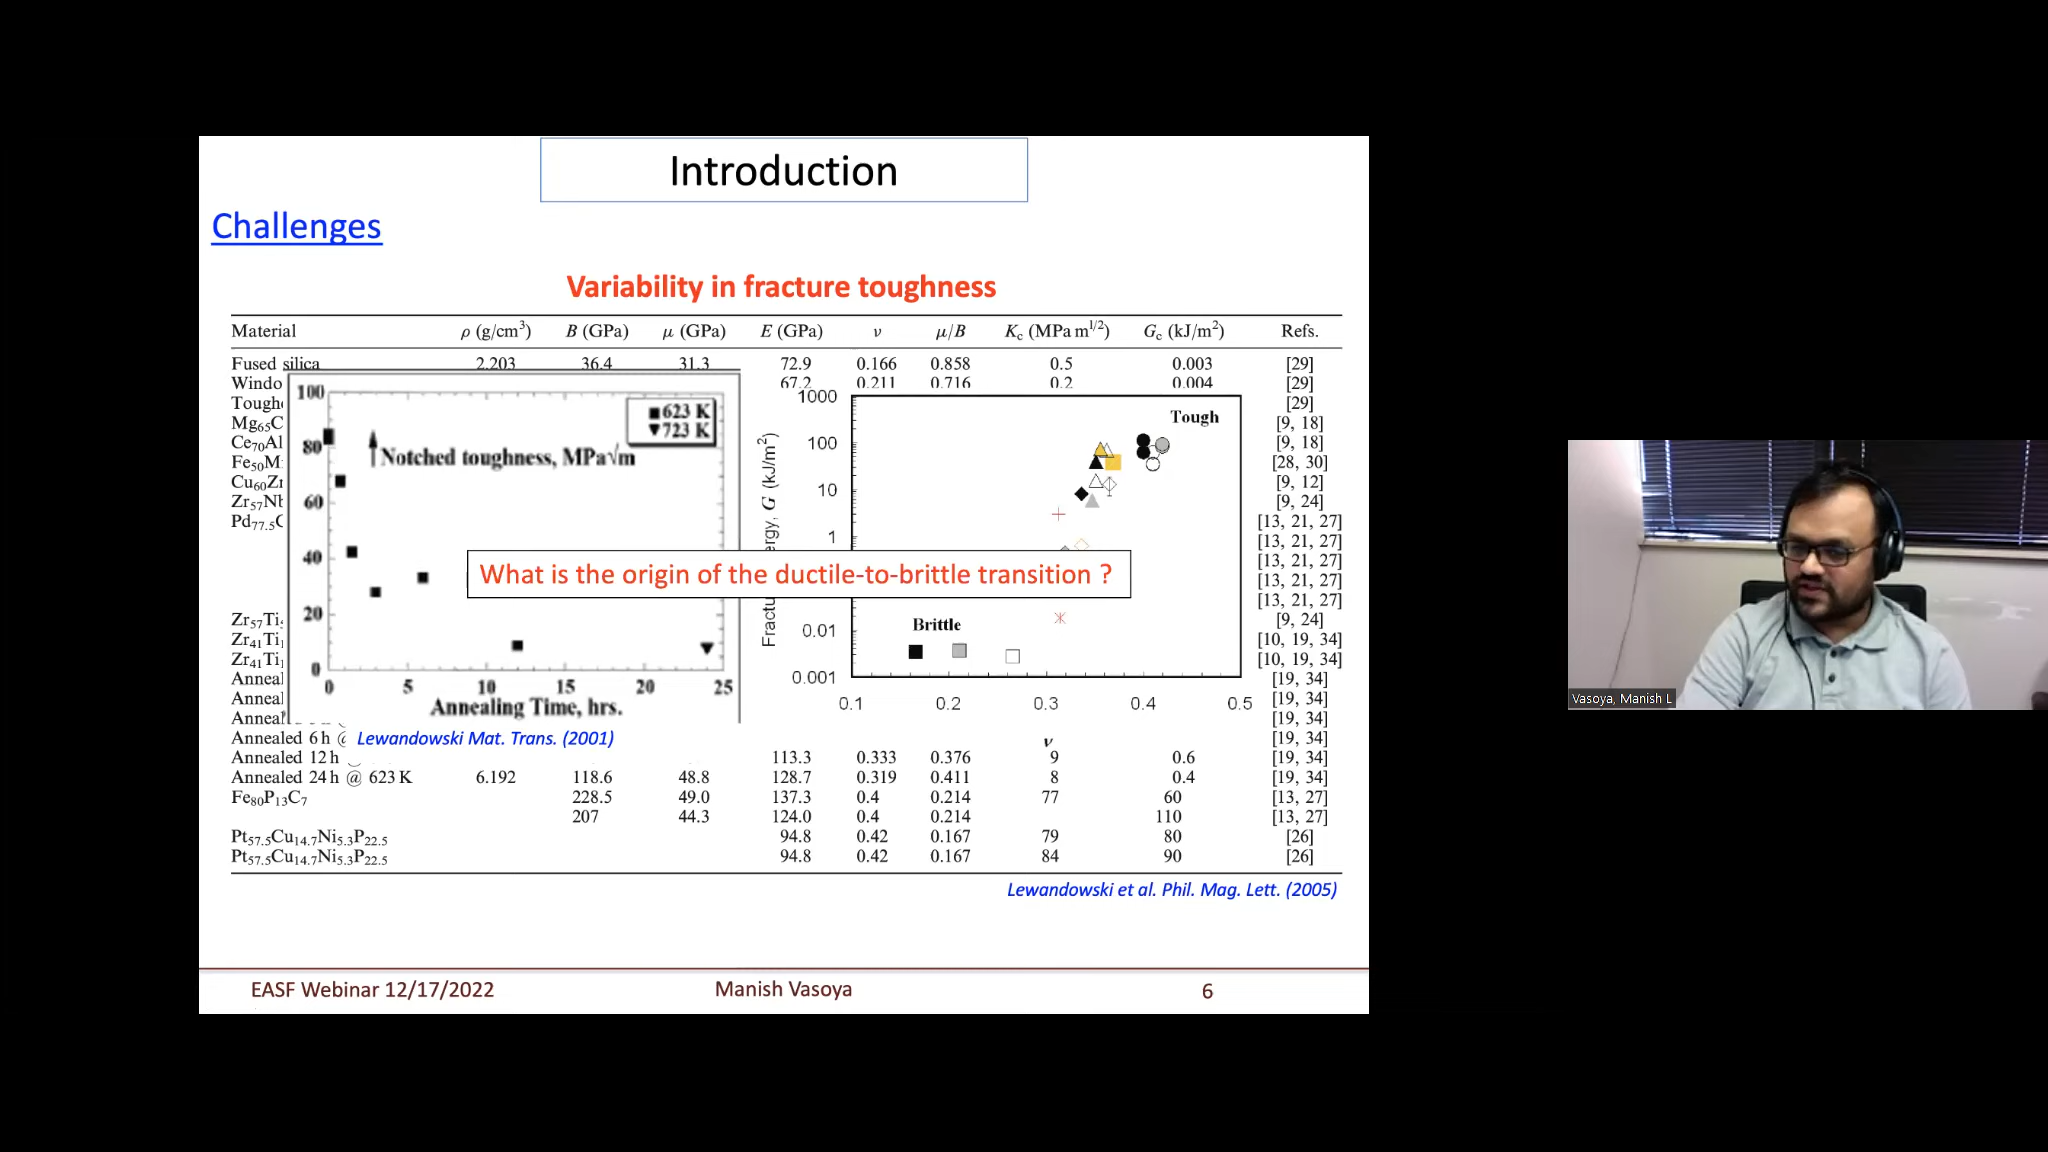 Introduction
Challenges
Variability in fracture toughness
Material ρ (g/cm³) B (GPa) μ (GPa) E (GPa) ν μ/B Kc (MPa m^1/2) Gc (kJ/m²) Refs.
Fused silica 2.203 36.4 31.3 72.9 0.166 0.858 0.5 0.003 [29]
67.2 0.211 0.716 0.2 0.004 [29]
[29]
[9, 18]
[9, 18]
[28, 30]
[9, 12]
[9, 24]
[13, 21, 27]
[13, 21, 27]
[13, 21, 27]
[13, 21, 27]
[13, 21, 27]
[9, 24]
[10, 19, 34]
[10, 19, 34]
[19, 34]
[19, 34]
[19, 34]
Annealed 6 h @ [19, 34]
Annealed 12 h 113.3 0.333 0.376 9 0.6 [19, 34]
Annealed 24 h @ 623 K 6.192 118.6 48.8 128.7 0.319 0.411 8 0.4 [19, 34]
Fe₈₀P₁₃C₇ 228.5 49.0 137.3 0.4 0.214 77 60 [13, 27]
207 44.3 124.0 0.4 0.214 110 [13, 27]
Pt₅₇.₅Cu₁₄.₇Ni₅.₃P₂₂.₅ 94.8 0.42 0.167 79 80 [26]
Pt₅₇.₅Cu₁₄.₇Ni₅.₃P₂₂.₅ 94.8 0.42 0.167 84 90 [26]
100
80
60
40
20
0
0 5 10 15 20 25
623 K
723 K
Notched toughness, MPa√m
Annealing Time, hrs.
Lewandowski Mat. Trans. (2001)
1000
100
10
1
0.01
0.001
0.1 0.2 0.3 0.4 0.5
G (kJ/m²)
ν
Tough
Brittle
What is the origin of the ductile-to-brittle transition ?
Lewandowski et al. Phil. Mag. Lett. (2005)
EASF Webinar 12/17/2022
Manish Vasoya
6
Vasoya, Manish L